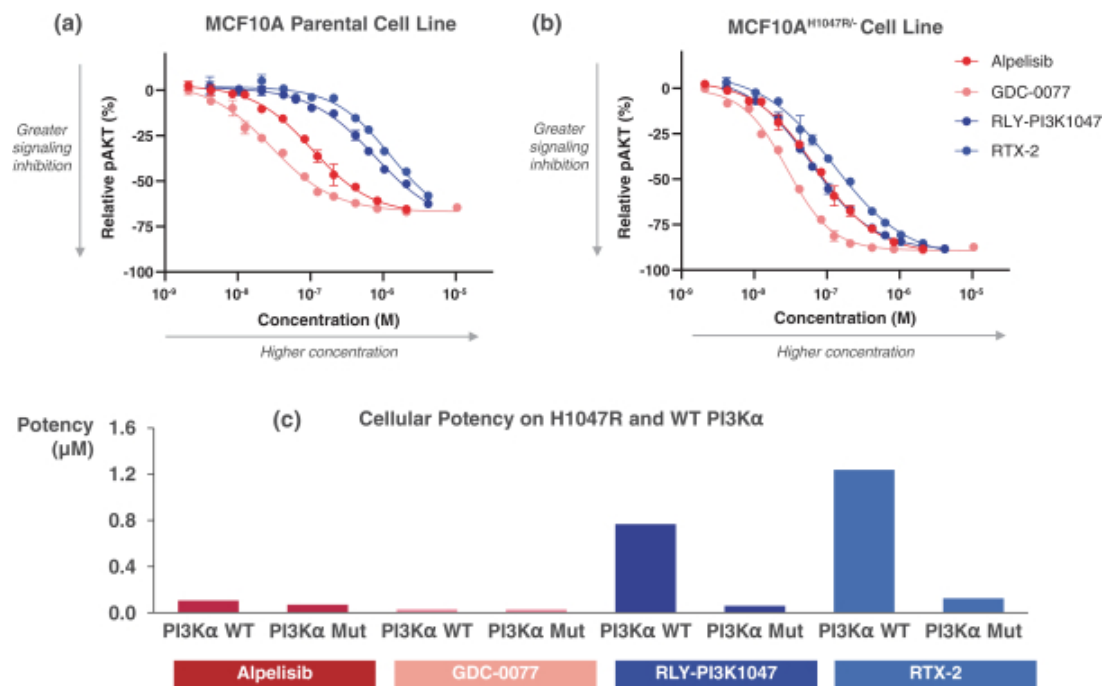 (a)
MCF10A Parental Cell Line
Greater
signaling
inhibition
Relative pAKT (%)
0
-25
-50
-75
-100
10⁻⁹
10⁻⁸
10⁻⁷
10⁻⁶
10⁻⁵
Concentration (M)
Higher concentration
(b)
MCF10A^H1047R/- Cell Line
Greater
signaling
inhibition
Relative pAKT (%)
0
-25
-50
-75
-100
10⁻⁹
10⁻⁸
10⁻⁷
10⁻⁶
10⁻⁵
Concentration (M)
Higher concentration
Alpelisib
GDC-0077
RLY-PI3K1047
RTX-2
(c)
Cellular Potency on H1047R and WT PI3Kα
Potency
(µM)
1.6
1.2
0.8
0.4
0.0
PI3Kα WT
PI3Kα Mut
PI3Kα WT
PI3Kα Mut
PI3Kα WT
PI3Kα Mut
PI3Kα WT
PI3Kα Mut
Alpelisib
GDC-0077
RLY-PI3K1047
RTX-2